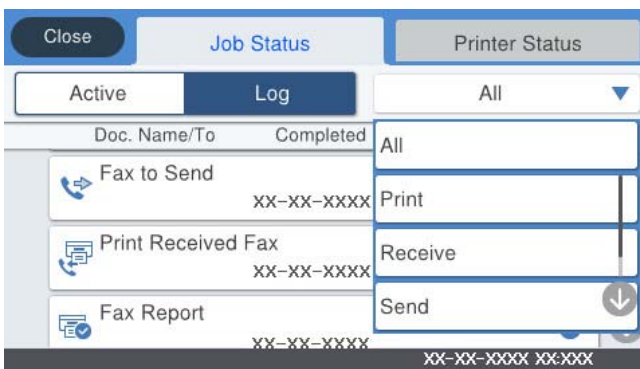 Close
Job Status
Printer Status
Active
Log
All
Doc. Name/To
Completed
All
Fax to Send
XX-XX-XXXX
Print
Print Received Fax
XX-XX-XXXX
Receive
Fax Report
XX-XX-XXXX
Send
XX-XX-XXXX XX:XXX